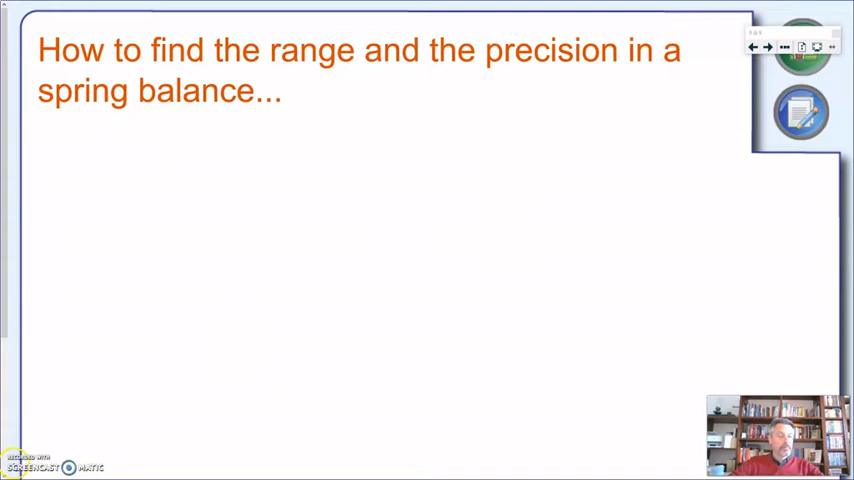 How to find the range and the precision in a
spring balance...
RECORDED WITH
SCREENCAST MATIC